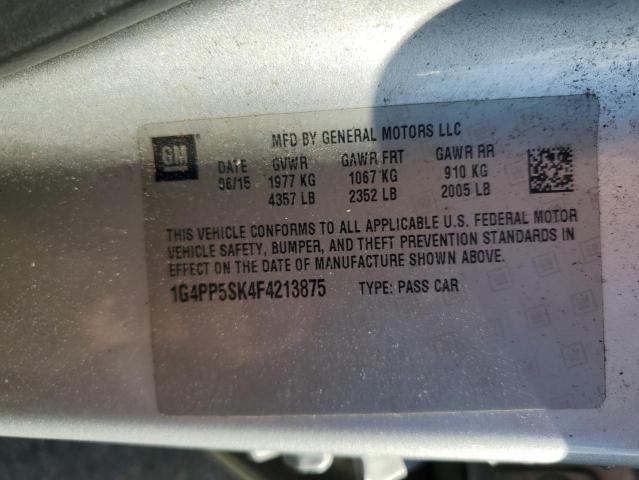 GM
MFD BY GENERAL MOTORS LLC
DATE GVWR GAWR FRT GAWR RR
06/15 1977 KG 1067 KG 910 KG
4357 LB 2352 LB 2005 LB
THIS VEHICLE CONFORMS TO ALL APPLICABLE U.S. FEDERAL MOTOR
VEHICLE SAFETY, BUMPER, AND THEFT PREVENTION STANDARDS IN
EFFECT ON THE DATE OF MANUFACTURE SHOWN ABOVE.
1G4PP5SK4F4213875 TYPE: PASS CAR